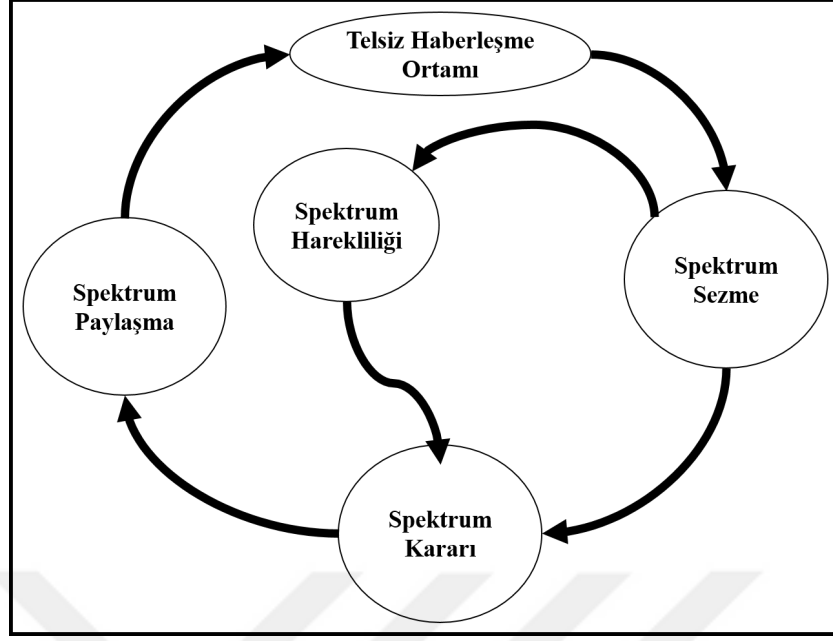 Telsiz Haberleşme
Ortamı
Spektrum
Harekliliği
Spektrum
Sezme
Spektrum
Paylaşma
Spektrum
Kararı